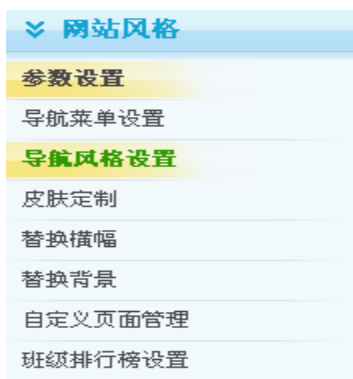 网站风格
参数设置
导航菜单设置
导航风格设置
皮肤定制
替换横幅
替换背景
自定义页面管理
班级排行榜设置